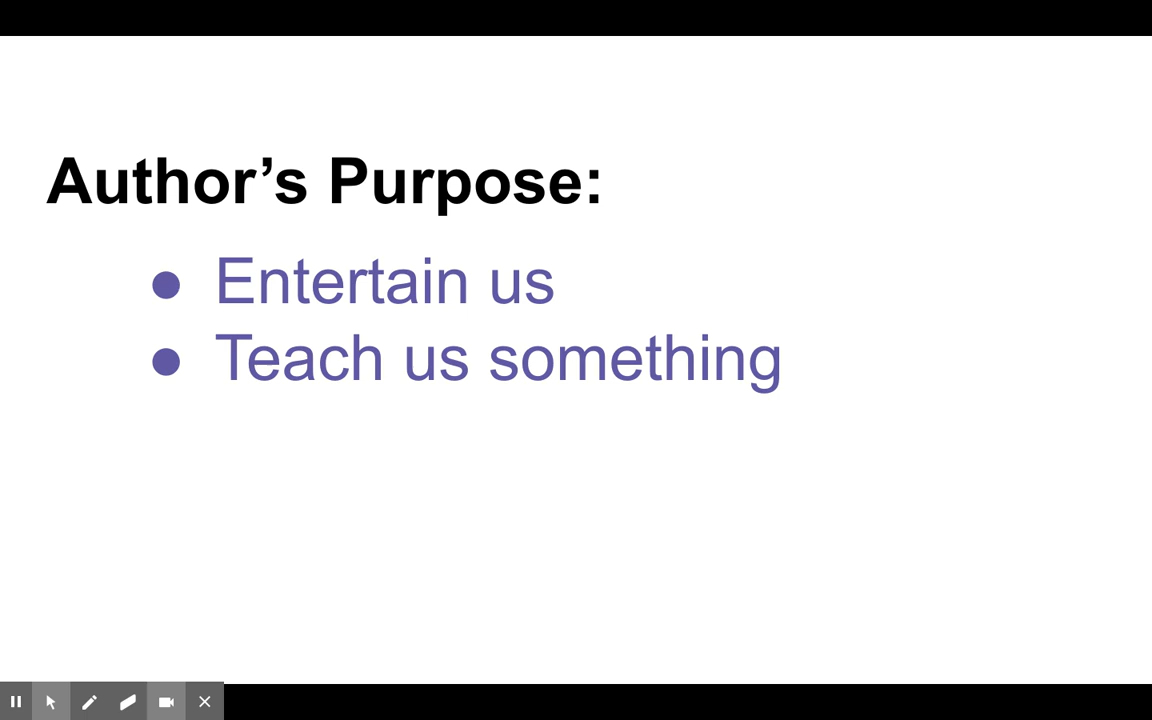 Author’s Purpose:
● Entertain us
● Teach us something